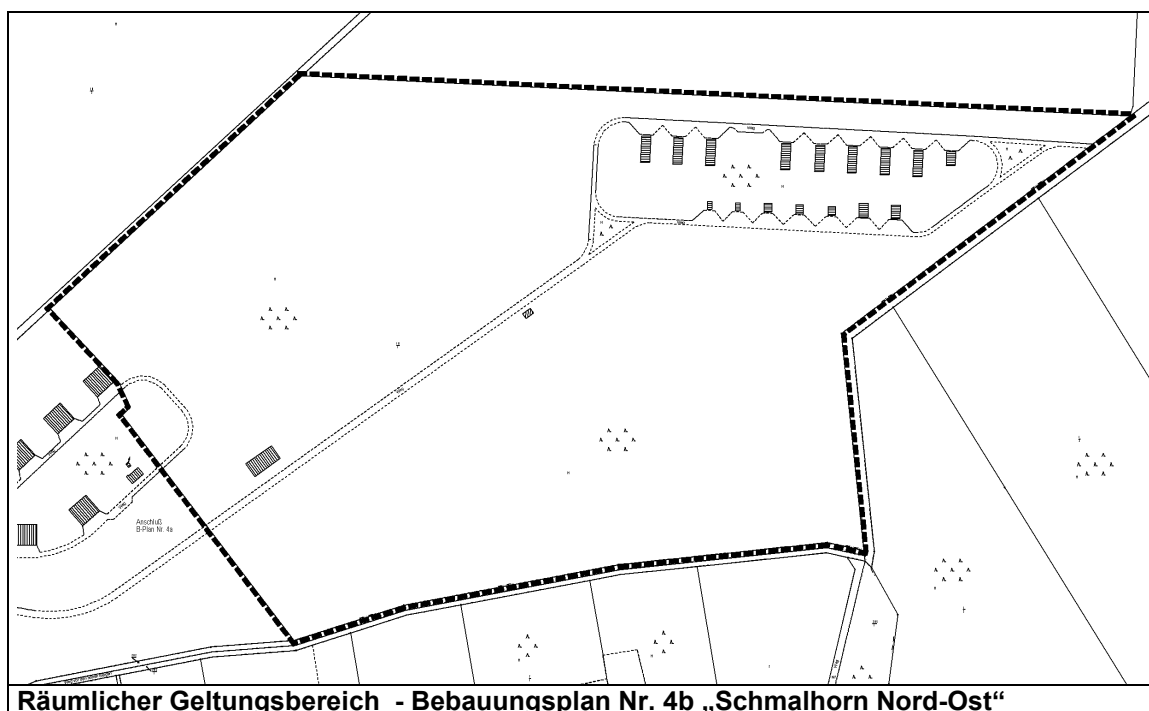 Anschluß
B-Plan Nr. 4a
Räumlicher Geltungsbereich - Bebauungsplan Nr. 4b „Schmalhorn Nord-Ost“